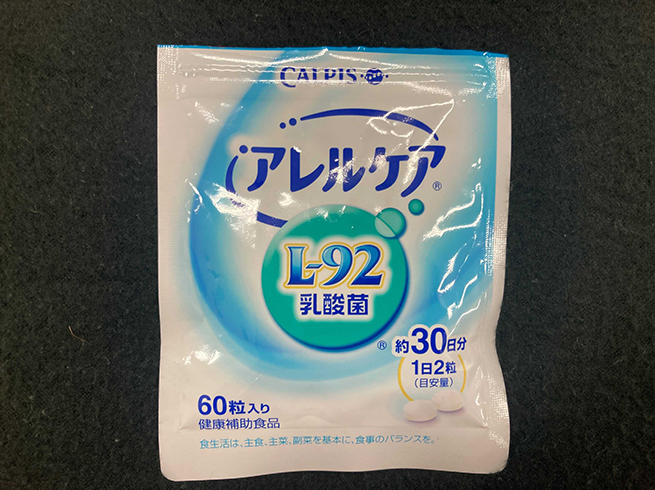 CALPIS
アレルケア®
L-92
乳酸菌
®
約30日分
1日2粒
(目安量)
60粒入り
健康補助食品
食生活は、主食、主菜、副菜を基本に、食事のバランスを。